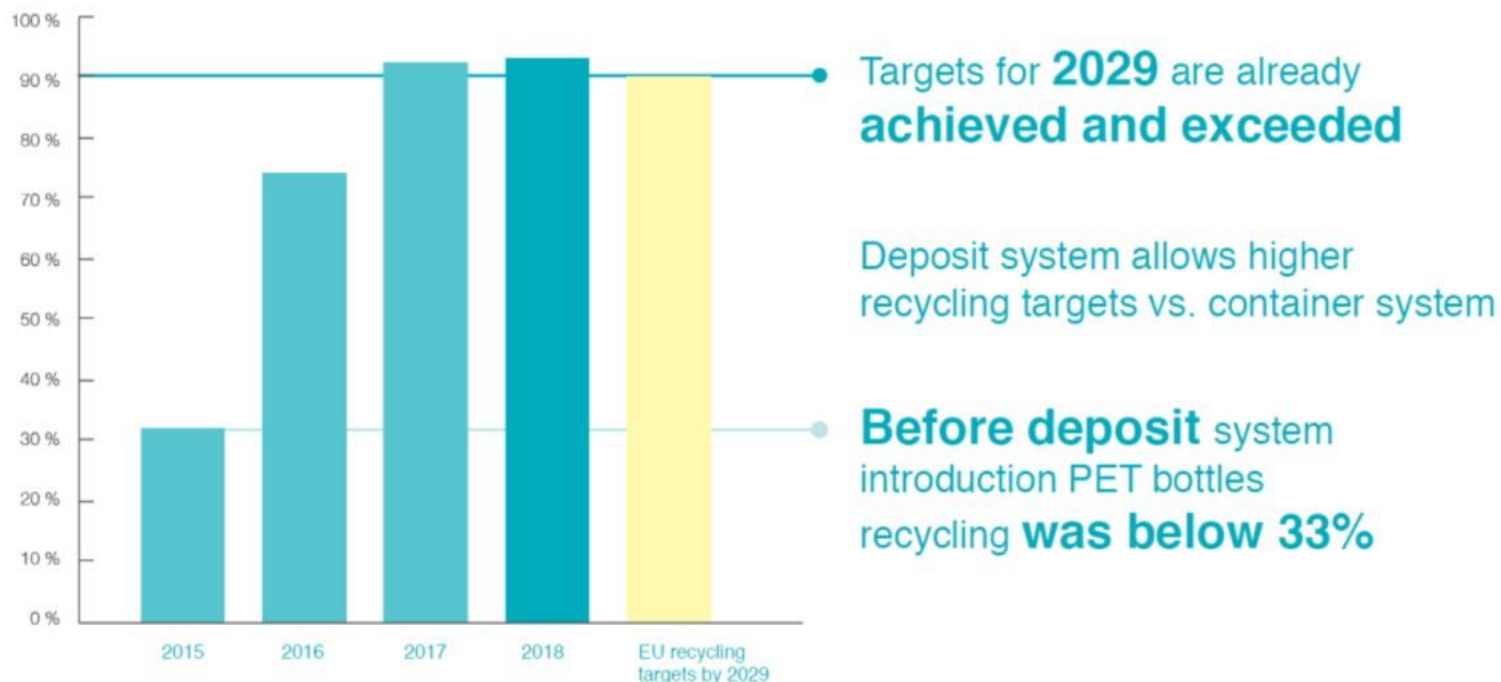 100 %
90 %
80 %
70 %
60 %
50 %
40 %
30 %
20 %
10 %
0 %
2015
2016
2017
2018
EU recycling
targets by 2029
Targets for 2029 are already
achieved and exceeded
Deposit system allows higher
recycling targets vs. container system
Before deposit system
introduction PET bottles
recycling was below 33%